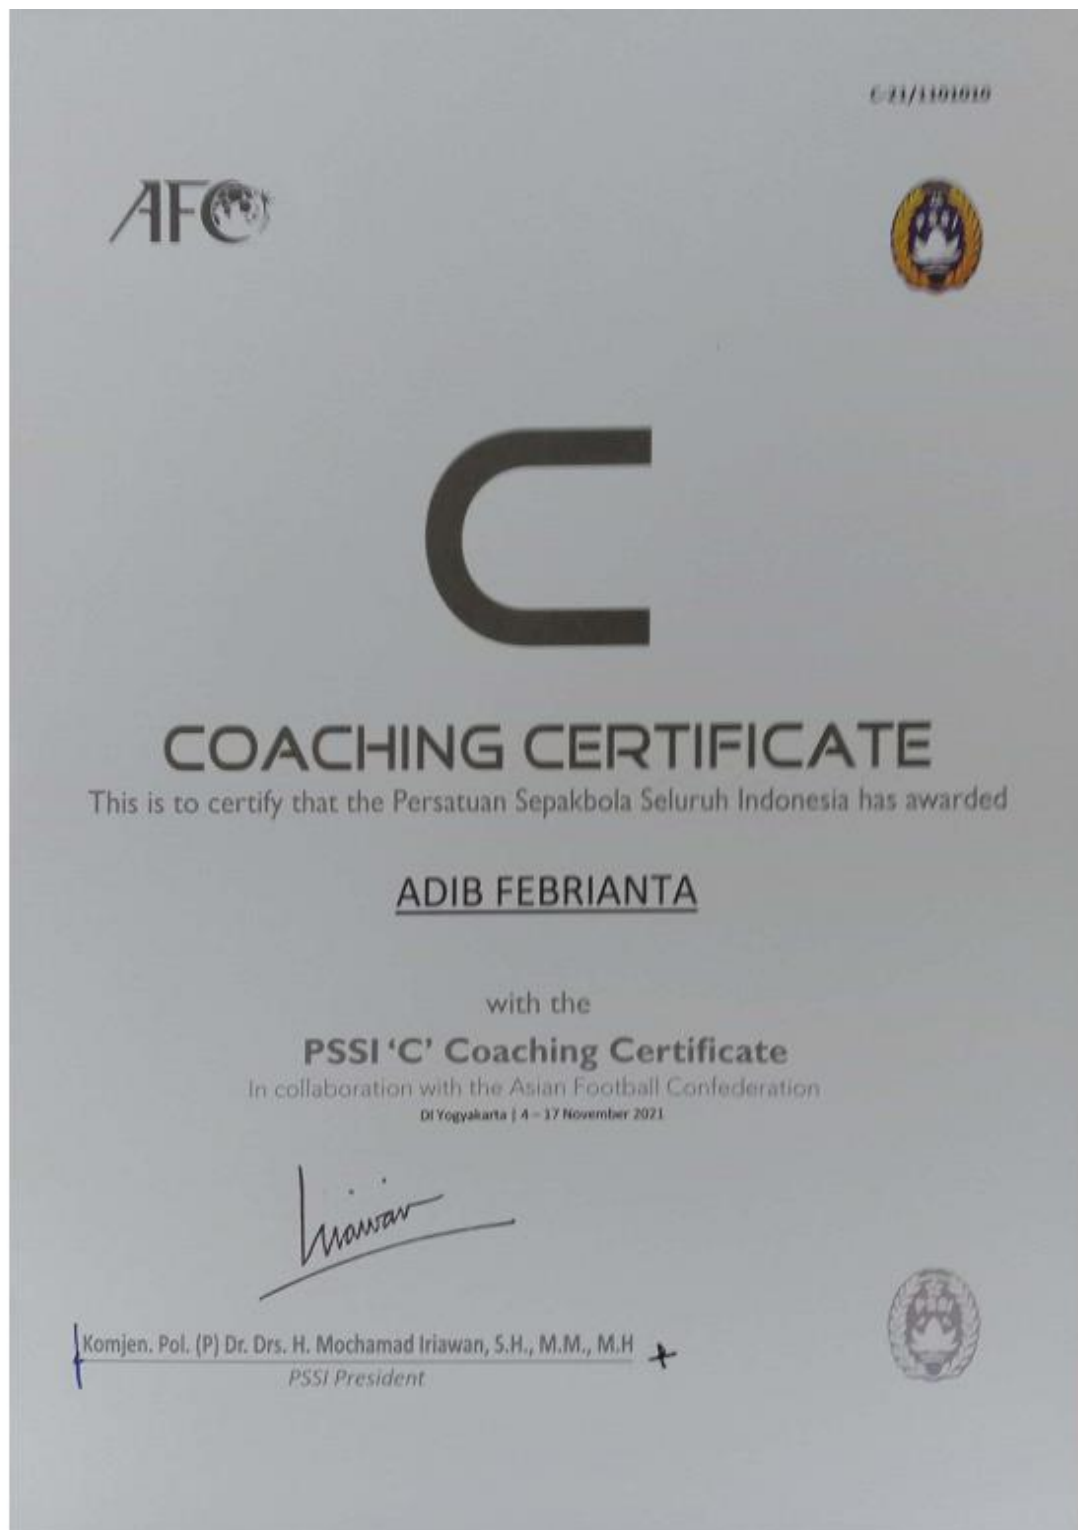 C-21/1101010
AFC
C
COACHING CERTIFICATE
This is to certify that the Persatuan Sepakbola Seluruh Indonesia has awarded
ADIB FEBRIANTA
with the
PSSI ‘C’ Coaching Certificate
In collaboration with the Asian Football Confederation
DI Yogyakarta | 4 – 17 November 2021
Iriawan
Komjen. Pol. (P) Dr. Drs. H. Mochamad Iriawan, S.H., M.M., M.H
PSSI President